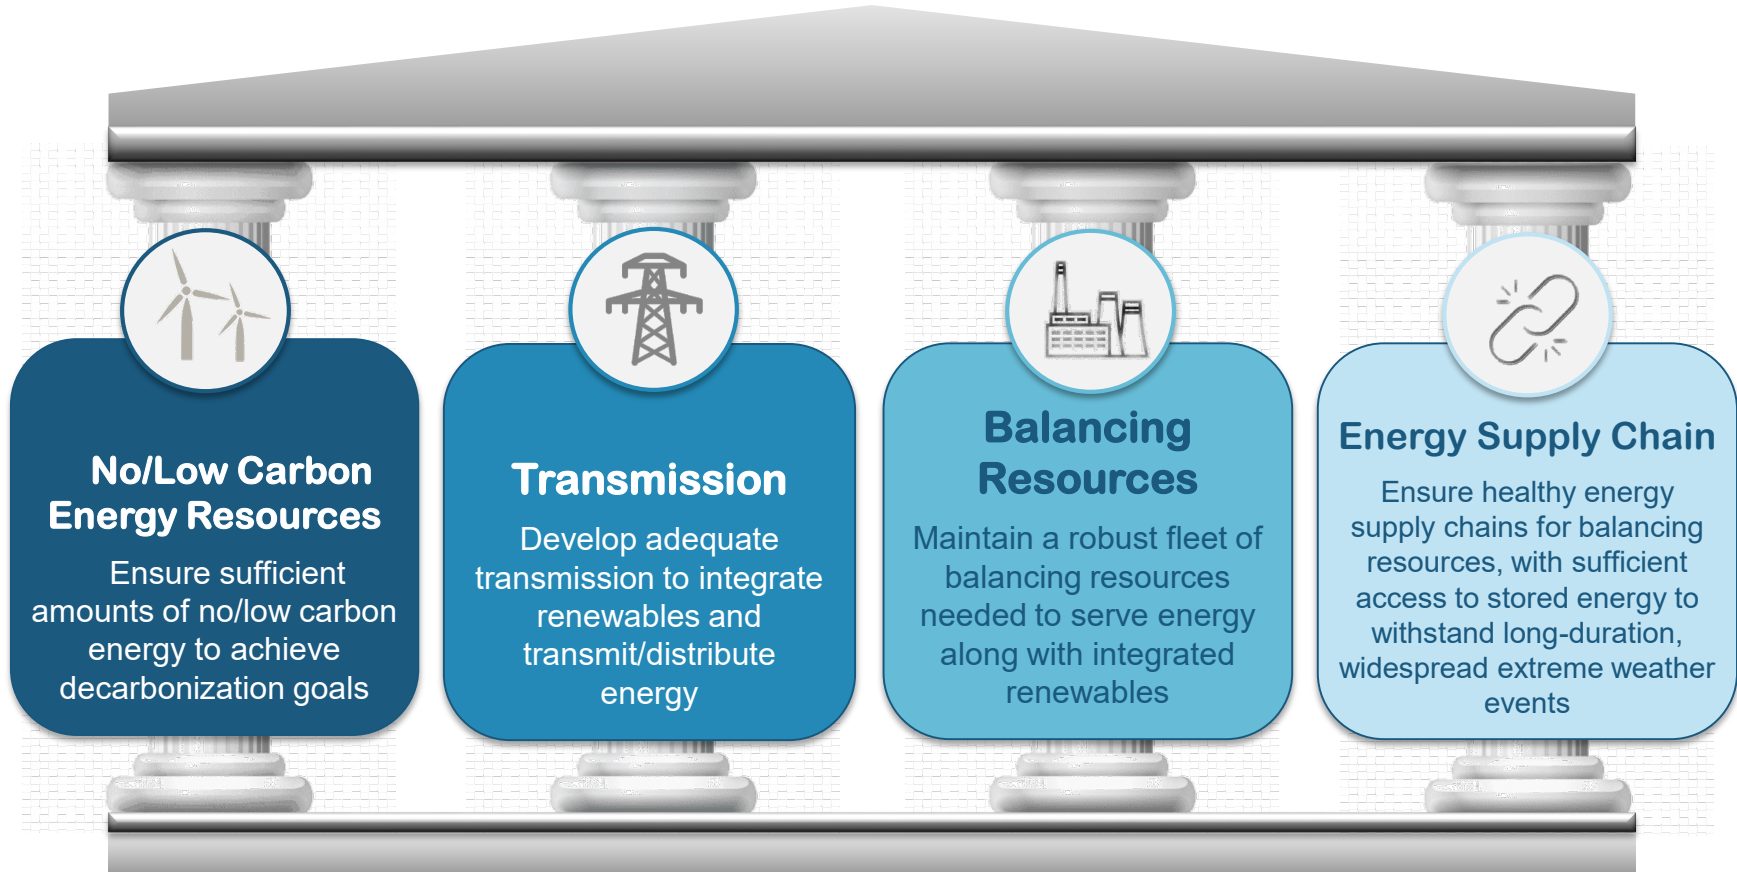 No/Low Carbon
Energy Resources
Ensure sufficient
amounts of no/low carbon
energy to achieve
decarbonization goals
Transmission
Develop adequate
transmission to integrate
renewables and
transmit/distribute
energy
Balancing
Resources
Maintain a robust fleet of
balancing resources
needed to serve energy
along with integrated
renewables
Energy Supply Chain
Ensure healthy energy
supply chains for balancing
resources, with sufficient
access to stored energy to
withstand long-duration,
widespread extreme weather
events